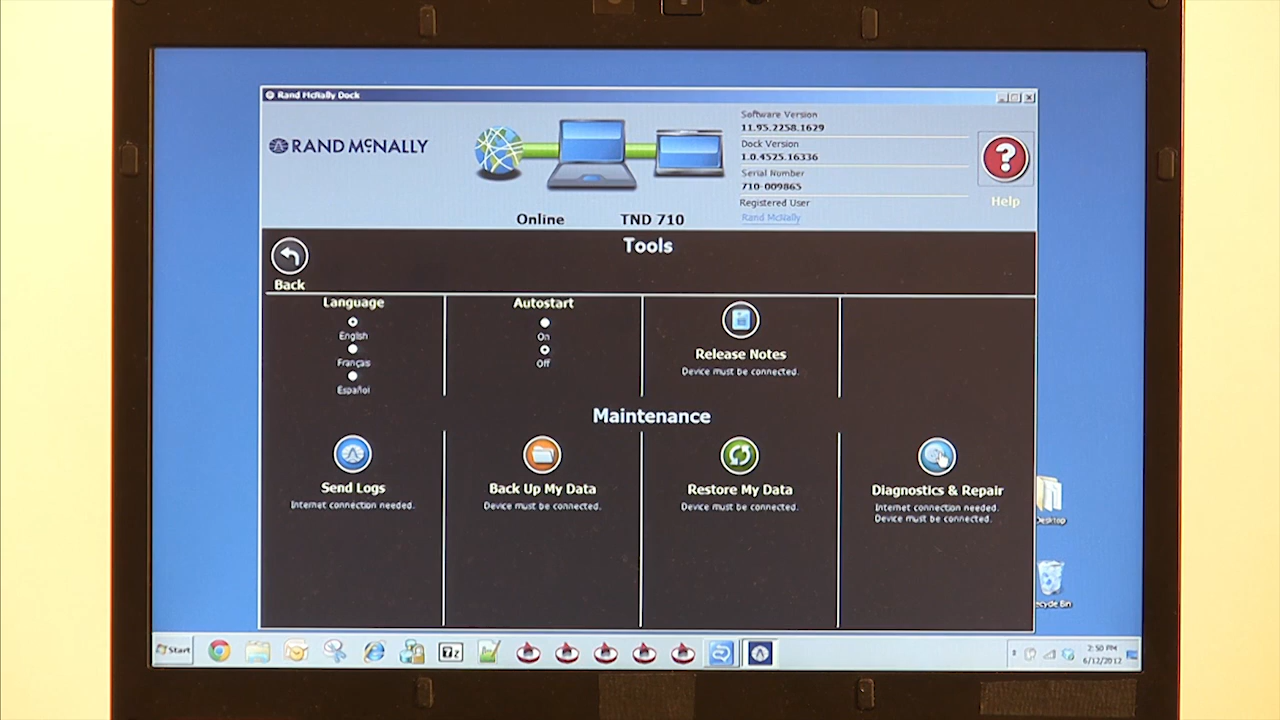 Rand McNally Dock
RAND MCNALLY
Software Version
11.95.2258.1629
Dock Version
1.0.4525.16336
Serial Number
710-009865
Registered User
Rand McNally
?
Help
Online
TND 710
Tools
Back
Language
English
Français
Español
Autostart
On
Off
Release Notes
Device must be connected.
Maintenance
Send Logs
Internet connection needed.
Back Up My Data
Device must be connected.
Restore My Data
Device must be connected.
Diagnostics & Repair
Internet connection needed.
Device must be connected.
Desktop
ecycle Bin
Start
7z
2:50 PM
6/12/2012